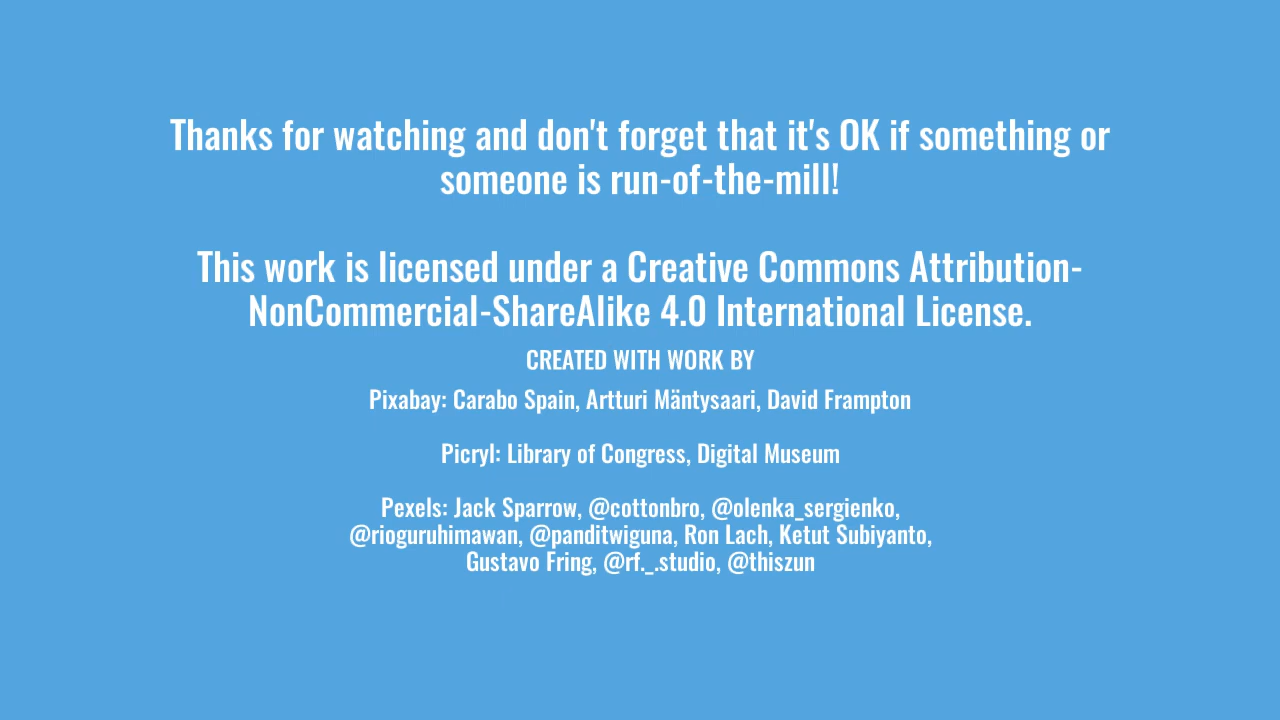 Thanks for watching and don't forget that it's OK if something or
someone is run-of-the-mill!
This work is licensed under a Creative Commons Attribution-
NonCommercial-ShareAlike 4.0 International License.
CREATED WITH WORK BY
Pixabay: Carabo Spain, Artturi Mäntysaari, David Frampton
Picryl: Library of Congress, Digital Museum
Pexels: Jack Sparrow, @cottonbro, @olenka_sergienko,
@rioguruhimawan, @panditwiguna, Ron Lach, Ketut Subiyanto,
Gustavo Fring, @rf._.studio, @thiszun